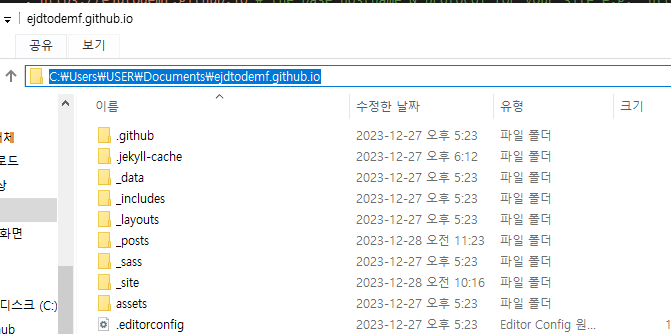 ejdtodemf.github.io
공유 보기
C:₩Users₩USER₩Documents₩ejdtodemf.github.io
이름 수정한 날짜 유형 크기
.github 2023-12-27 오후 5:23 파일 폴더
.jekyll-cache 2023-12-27 오후 6:12 파일 폴더
_data 2023-12-27 오후 5:23 파일 폴더
_includes 2023-12-27 오후 5:23 파일 폴더
_layouts 2023-12-27 오후 5:23 파일 폴더
화면 _posts 2023-12-28 오전 11:23 파일 폴더
_sass 2023-12-27 오후 5:23 파일 폴더
_site 2023-12-28 오전 10:16 파일 폴더
디스크 (C:) assets 2023-12-27 오후 5:23 파일 폴더
.editorconfig 2023-12-27 오후 5:23 Editor Config 원...